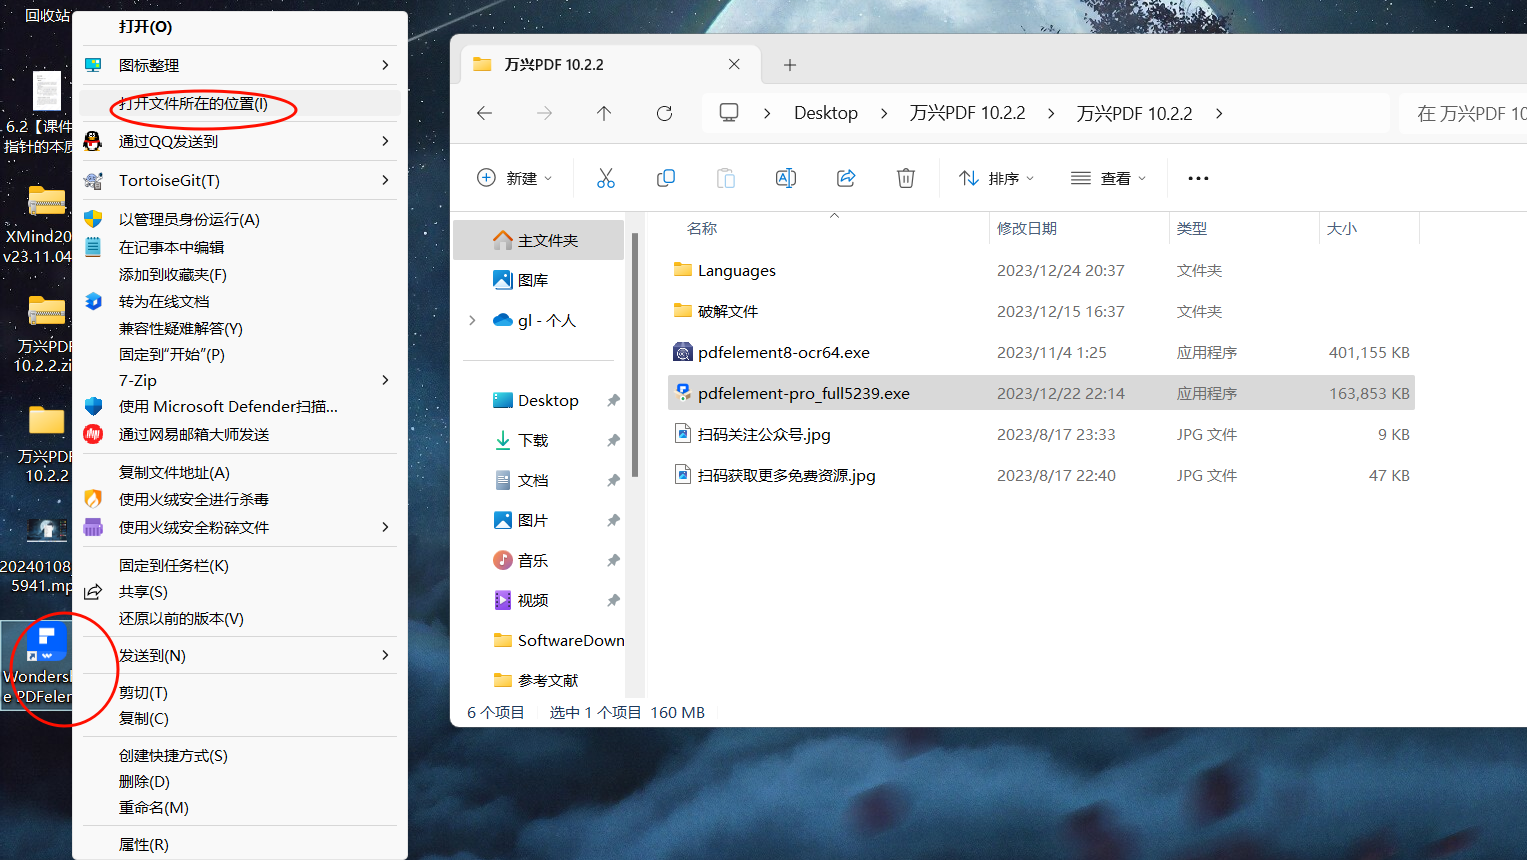 回收站
6.2【课件
指针的本质
XMind20
v23.11.04
万兴PDF
10.2.2.zi
万兴PDF
10.2.2
20240108
5941.mp
Wondersh
e PDFelem
打开(O)
图标整理
打开文件所在的位置(I)
通过QQ发送到
TortoiseGit(T)
以管理员身份运行(A)
在记事本中编辑
添加到收藏夹(F)
转为在线文档
兼容性疑难解答(Y)
固定到“开始”(P)
7-Zip
使用 Microsoft Defender扫描...
通过网易邮箱大师发送
复制文件地址(A)
使用火绒安全进行杀毒
使用火绒安全粉碎文件
固定到任务栏(K)
共享(S)
还原以前的版本(V)
发送到(N)
剪切(T)
复制(C)
创建快捷方式(S)
删除(D)
重命名(M)
属性(R)
万兴PDF 10.2.2
Desktop 万兴PDF 10.2.2 万兴PDF 10.2.2 在 万兴PDF 10
新建 排序 查看
主文件夹
图库
gl - 个人
Desktop
下载
文档
图片
音乐
视频
SoftwareDown
参考文献
名称 修改日期 类型 大小
Languages 2023/12/24 20:37 文件夹
破解文件 2023/12/15 16:37 文件夹
pdfelement8-ocr64.exe 2023/11/4 1:25 应用程序 401,155 KB
pdfelement-pro_full5239.exe 2023/12/22 22:14 应用程序 163,853 KB
扫码关注公众号.jpg 2023/8/17 23:33 JPG 文件 9 KB
扫码获取更多免费资源.jpg 2023/8/17 22:40 JPG 文件 47 KB
6 个项目 选中 1 个项目 160 MB